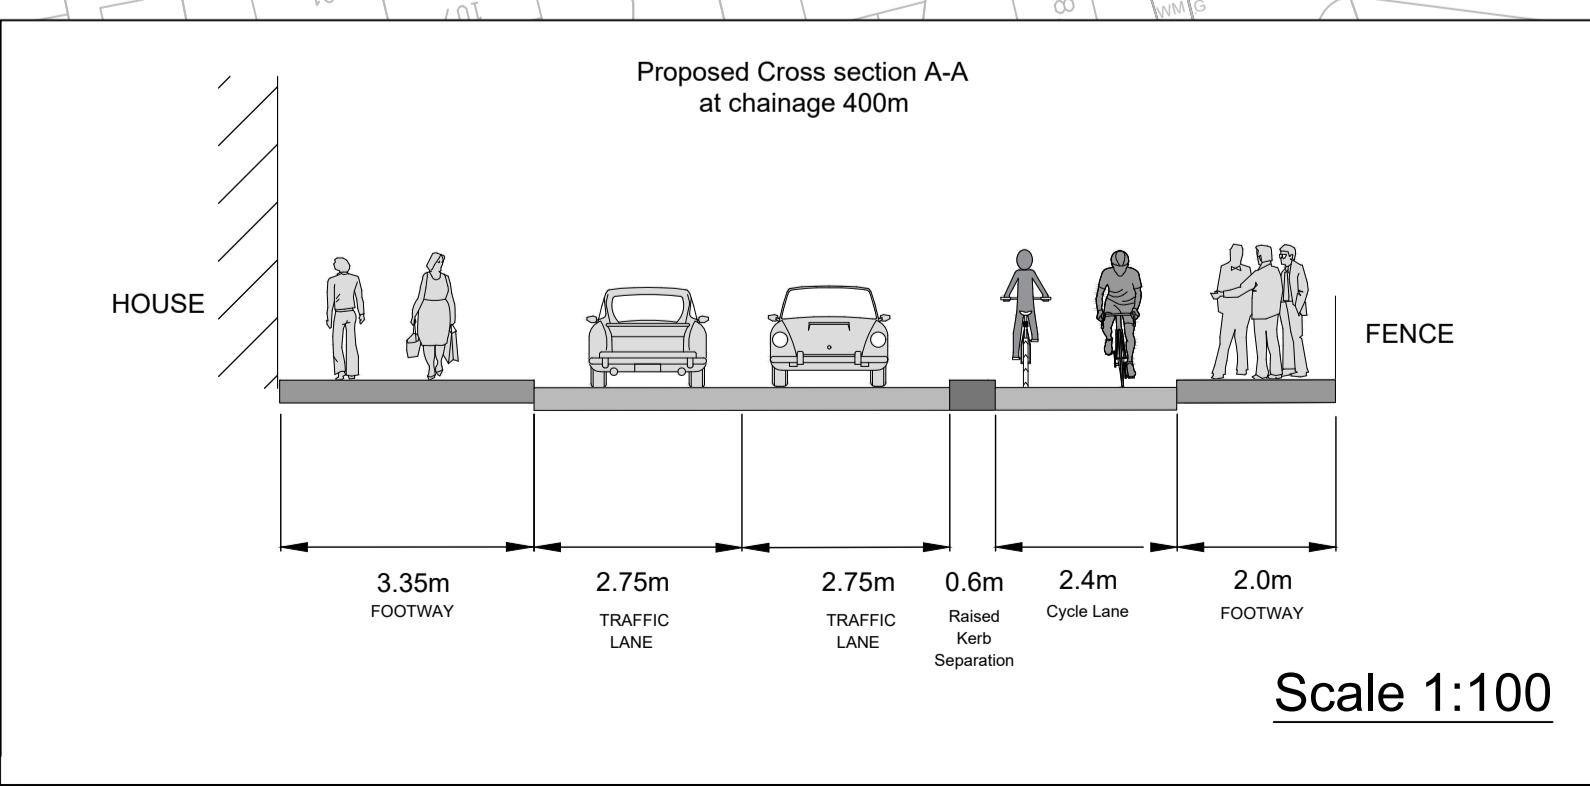 Proposed Cross section A-A
at chainage 400m
HOUSE
FENCE
3.35m
FOOTWAY
2.75m
TRAFFIC
LANE
2.75m
TRAFFIC
LANE
0.6m
Raised
Kerb
Separation
2.4m
Cycle Lane
2.0m
FOOTWAY
Scale 1:100